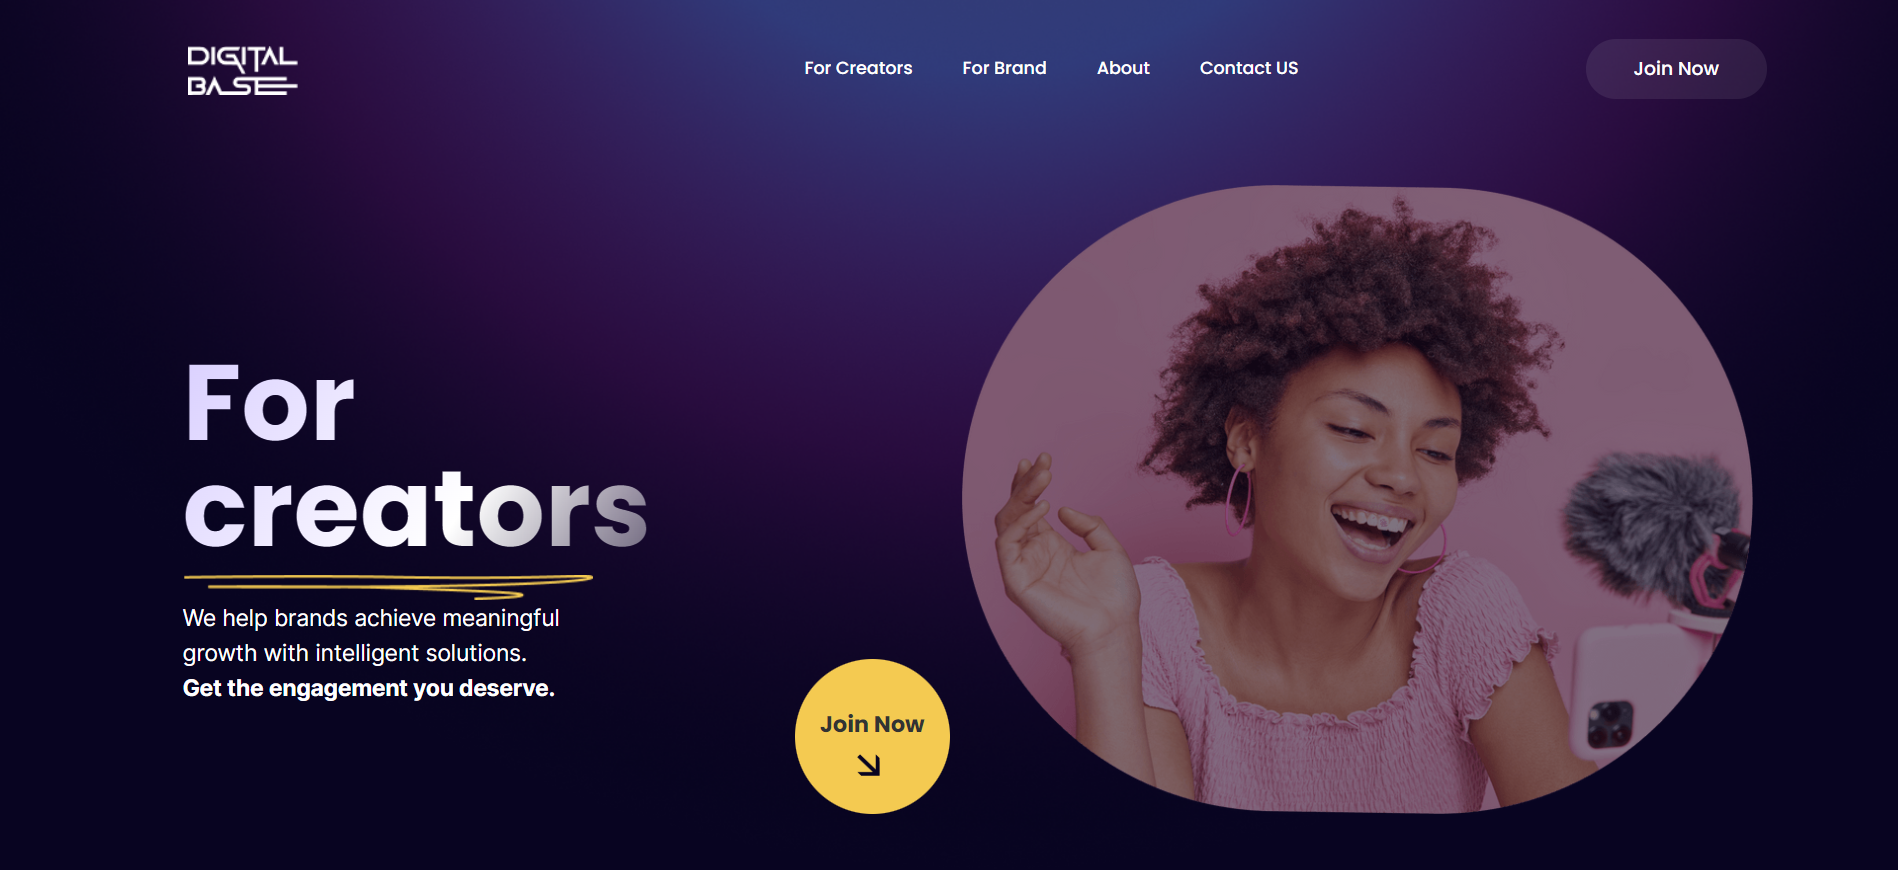 DIGITAL
BASE
For Creators
For Brand
About
Contact US
Join Now
For
creators
We help brands achieve meaningful
growth with intelligent solutions.
Get the engagement you deserve.
Join Now